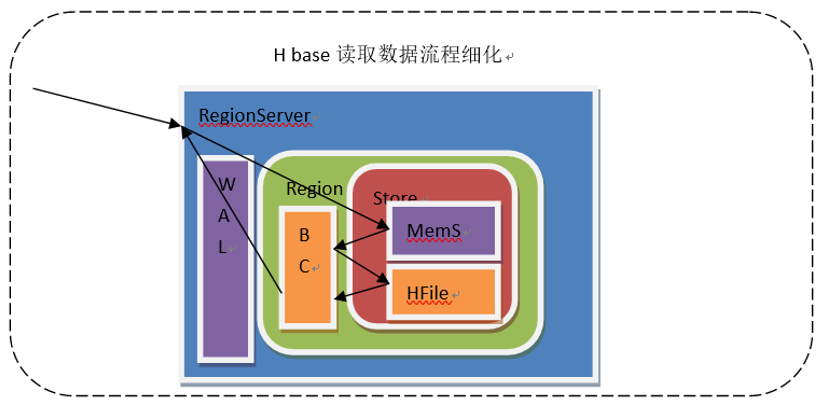 H base 读取数据流程细化
RegionServer
W
A
L
Region
Store
B
C
MemS
HFile